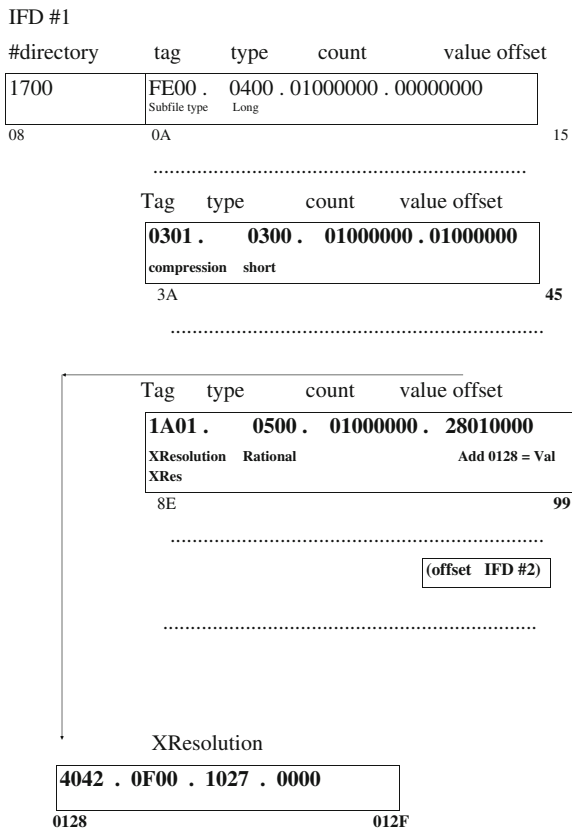 IFD #1
#directory tag type count value offset
1700 FE00 . 0400 . 01000000 . 00000000
Subfile type Long
08 0A 15
....................................................................
Tag type count value offset
0301 . 0300 . 01000000 . 01000000
compression short
3A 45
....................................................................
Tag type count value offset
1A01 . 0500 . 01000000 . 28010000
XResolution Rational Add 0128 = Val
XRes
8E 99
....................................................................
(offset IFD #2)
....................................................................
XResolution
4042 . 0F00 . 1027 . 0000
0128 012F